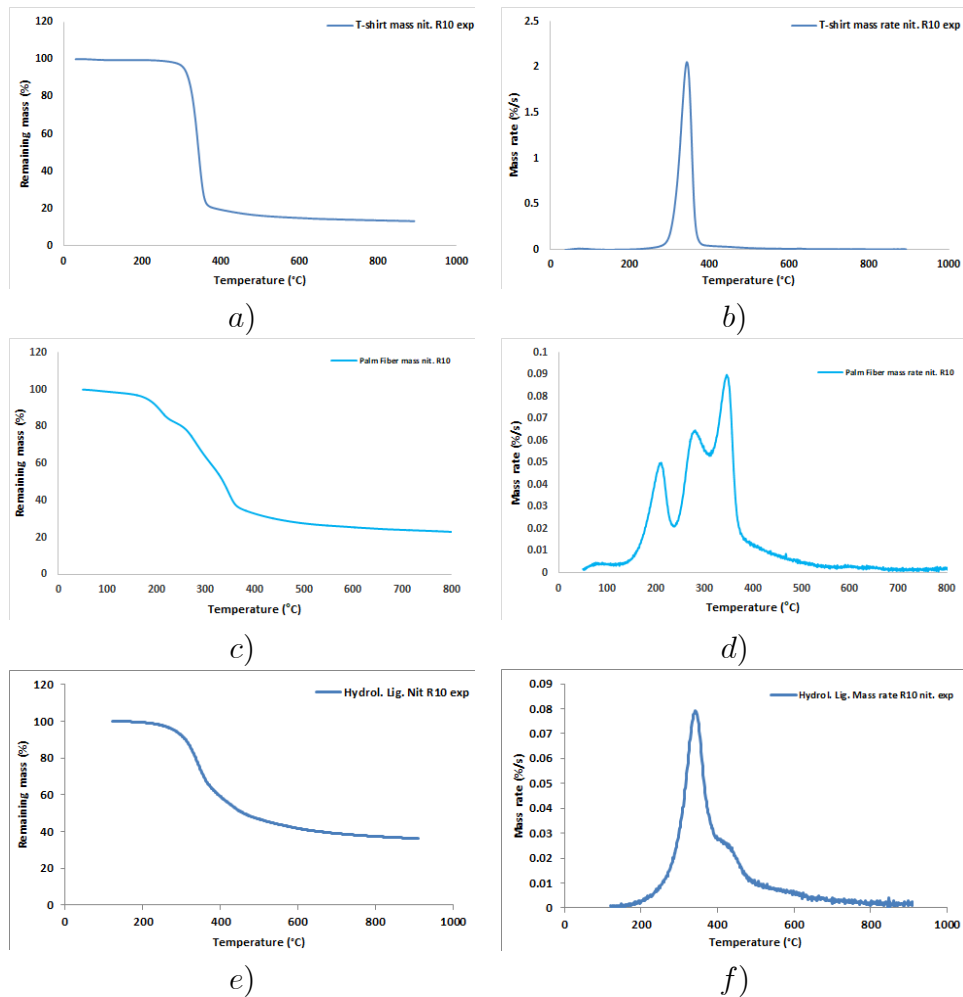 T-shirt mass nit. R10 exp
120
100
80
60
40
20
0
Remaining mass (%)
0 200 400 600 800 1000
Temperature (°C)
a)
T-shirt mass rate nit. R10 exp
2.5
2
1.5
1
0.5
0
Mass rate (%/s)
0 200 400 600 800 1000
Temperature (°C)
b)
Palm Fiber mass nit. R10
120
100
80
60
40
20
0
Remaining mass (%)
0 100 200 300 400 500 600 700 800
Temperature (°C)
c)
Palm Fiber mass rate nit. R10
0.1
0.09
0.08
0.07
0.06
0.05
0.04
0.03
0.02
0.01
0
Mass rate (%/s)
0 100 200 300 400 500 600 700 800
Temperature (°C)
d)
Hydrol. Lig. Nit R10 exp
120
100
80
60
40
20
0
Remaining mass (%)
0 200 400 600 800 1000
Temperature (°C)
e)
Hydrol. Lig. Mass rate R10 nit. exp
0.09
0.08
0.07
0.06
0.05
0.04
0.03
0.02
0.01
0
Mass rate (%/s)
0 200 400 600 800 1000
Temperature (°C)
f)